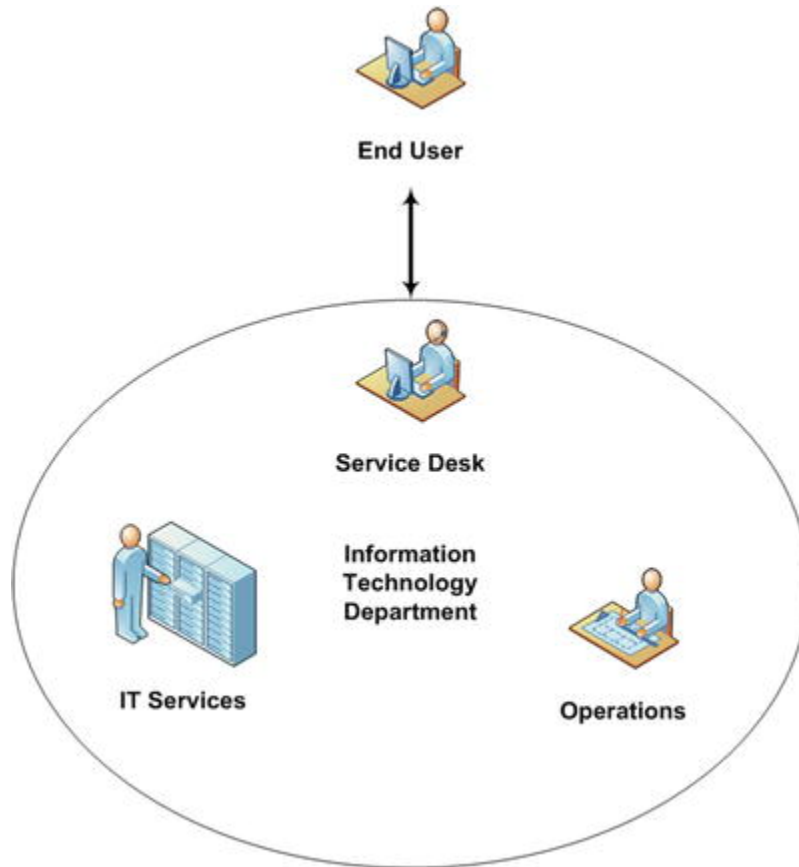 End User
Service Desk
Information
Technology
Department
IT Services
Operations